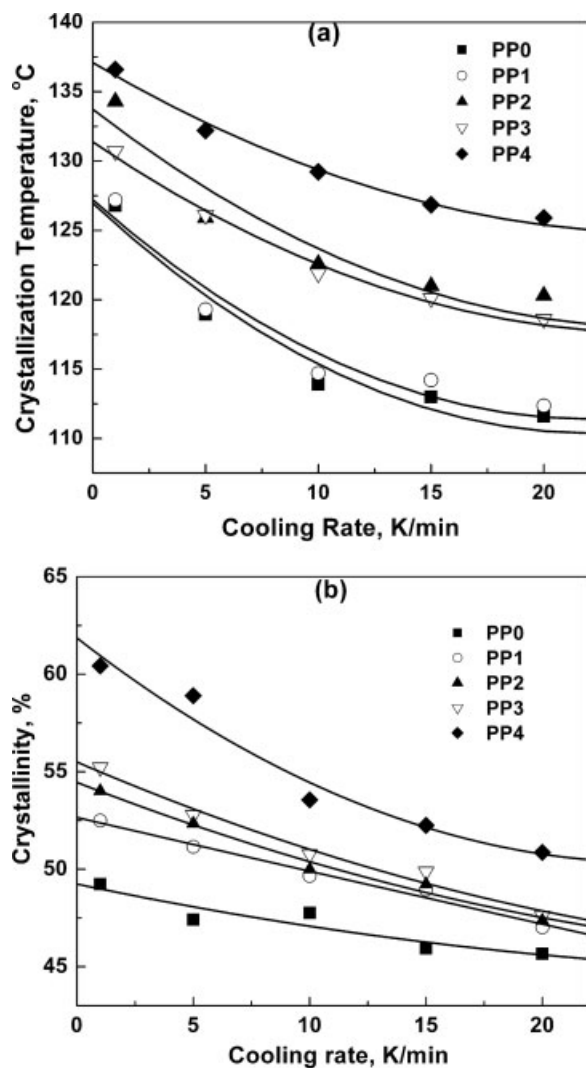 (a)
140
135
130
125
120
115
110
Crystallization Temperature, °C
PP0
PP1
PP2
PP3
PP4
0
5
10
15
20
Cooling Rate, K/min
(b)
65
60
55
50
45
Crystallinity, %
PP0
PP1
PP2
PP3
PP4
0
5
10
15
20
Cooling rate, K/min